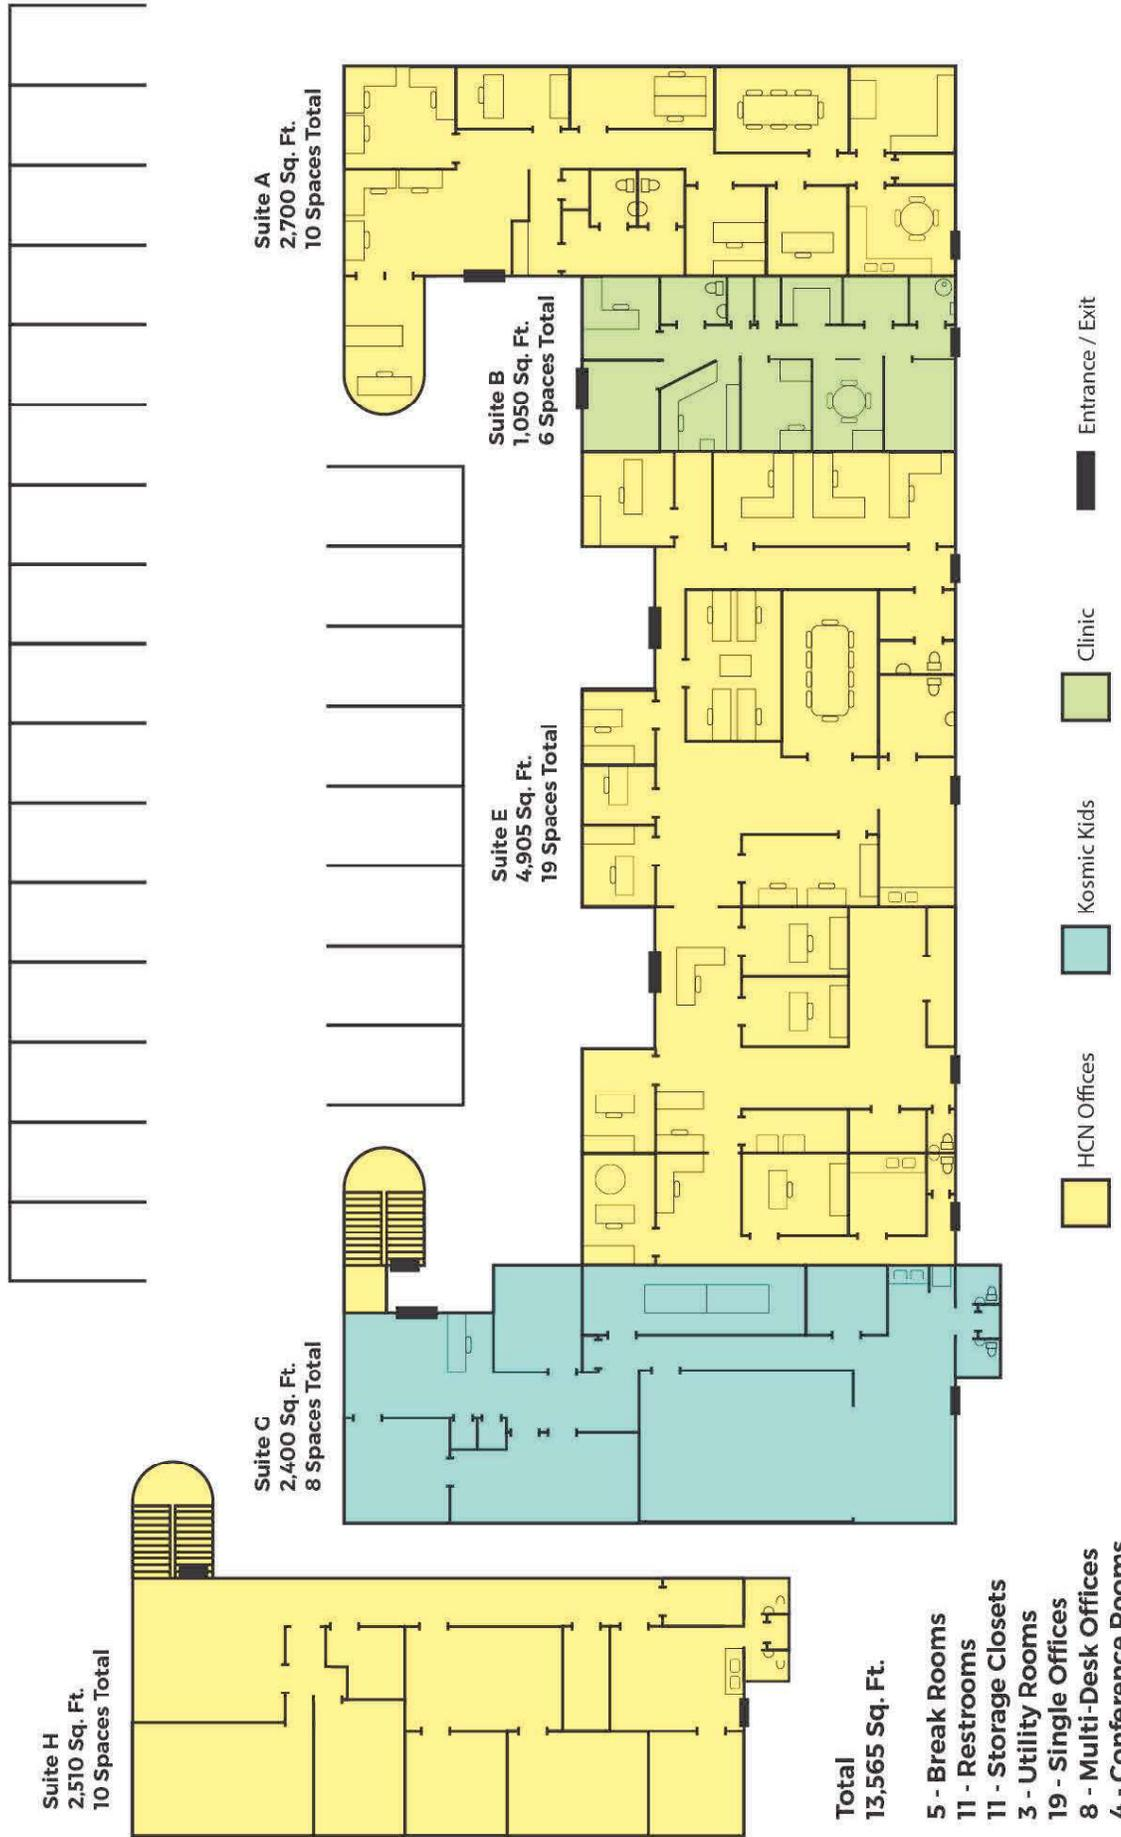 Suite H
2,510 Sq. Ft.
10 Spaces Total
Suite G
2,400 Sq. Ft.
8 Spaces Total
Suite E
4,905 Sq. Ft.
19 Spaces Total
Suite B
1,050 Sq. Ft.
6 Spaces Total
Suite A
2,700 Sq. Ft.
10 Spaces Total
Total
13,565 Sq. Ft.
5 - Break Rooms
11 - Restrooms
11 - Storage Closets
3 - Utility Rooms
19 - Single Offices
8 - Multi-Desk Offices
4 - Conference Rooms
HCN Offices
Kosmic Kids
Clinic
Entrance / Exit